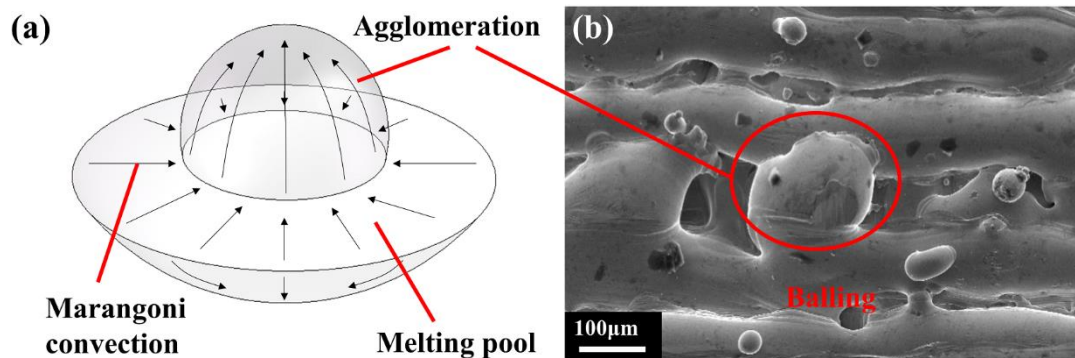 (a)
Agglomeration
(b)
Marangoni
convection
Melting pool
Balling
100μm